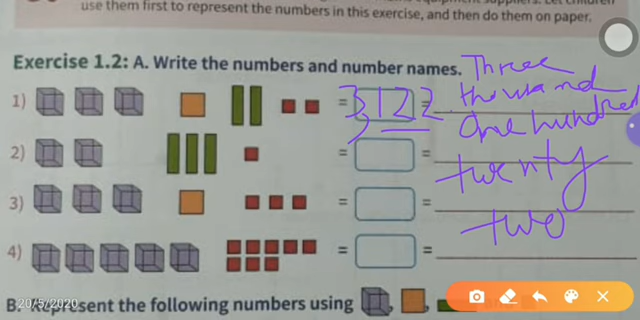 use them first to represent the numbers in this exercise, and then do them on paper.
Exercise 1.2: A. Write the numbers and number names.
1) = 3,122 = Three thousand one hundred twenty two
2) = =
3) = =
4) = =
B. Represent the following numbers using
20/5/2020